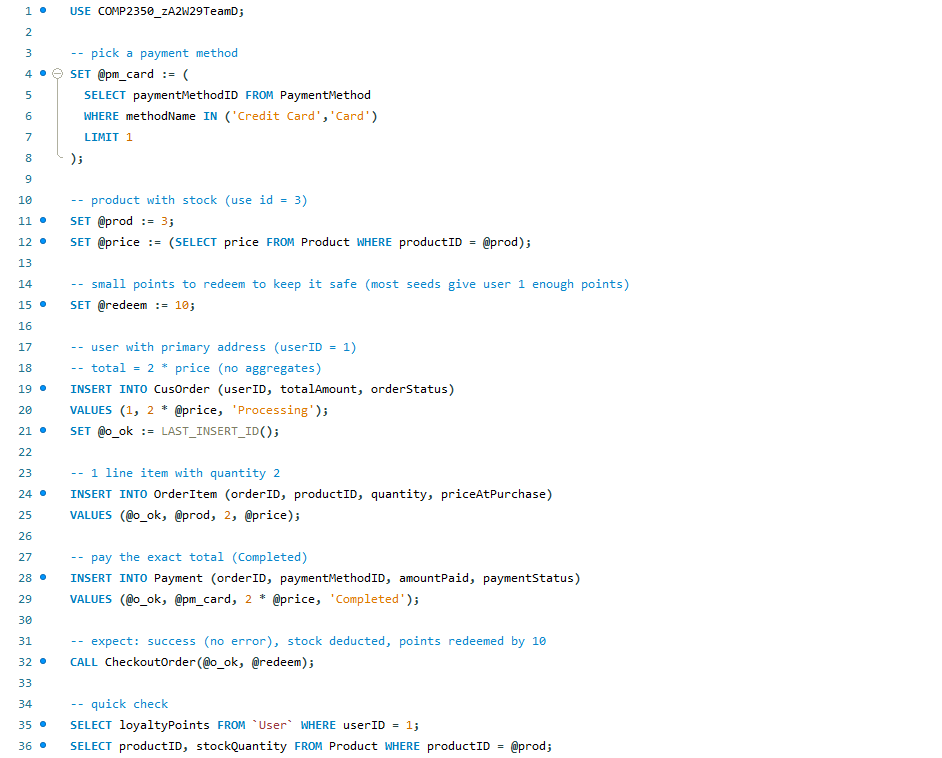 1 USE COMP2350_zA2W29TeamD;
2
3 -- pick a payment method
4 SET @pm_card := (
5 SELECT paymentMethodID FROM PaymentMethod
6 WHERE methodName IN ('Credit Card','Card')
7 LIMIT 1
8 );
9
10 -- product with stock (use id = 3)
11 SET @prod := 3;
12 SET @price := (SELECT price FROM Product WHERE productID = @prod);
13
14 -- small points to redeem to keep it safe (most seeds give user 1 enough points)
15 SET @redeem := 10;
16
17 -- user with primary address (userID = 1)
18 -- total = 2 * price (no aggregates)
19 INSERT INTO CusOrder (userID, totalAmount, orderStatus)
20 VALUES (1, 2 * @price, 'Processing');
21 SET @o_ok := LAST_INSERT_ID();
22
23 -- 1 line item with quantity 2
24 INSERT INTO OrderItem (orderID, productID, quantity, priceAtPurchase)
25 VALUES (@o_ok, @prod, 2, @price);
26
27 -- pay the exact total (Completed)
28 INSERT INTO Payment (orderID, paymentMethodID, amountPaid, paymentStatus)
29 VALUES (@o_ok, @pm_card, 2 * @price, 'Completed');
30
31 -- expect: success (no error), stock deducted, points redeemed by 10
32 CALL CheckoutOrder(@o_ok, @redeem);
33
34 -- quick check
35 SELECT loyaltyPoints FROM `User` WHERE userID = 1;
36 SELECT productID, stockQuantity FROM Product WHERE productID = @prod;